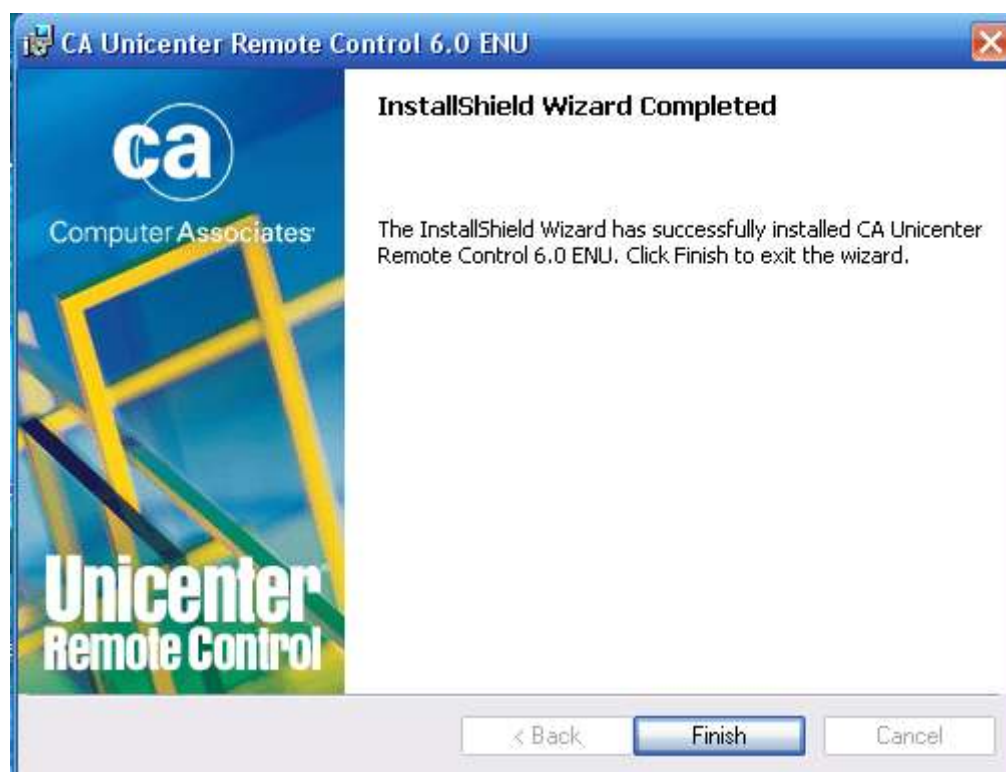 CA Unicenter Remote Control 6.0 ENU
ca
Computer Associates
Unicenter
Remote Control
InstallShield Wizard Completed
The InstallShield Wizard has successfully installed CA Unicenter
Remote Control 6.0 ENU. Click Finish to exit the wizard.
< Back
Finish
Cancel